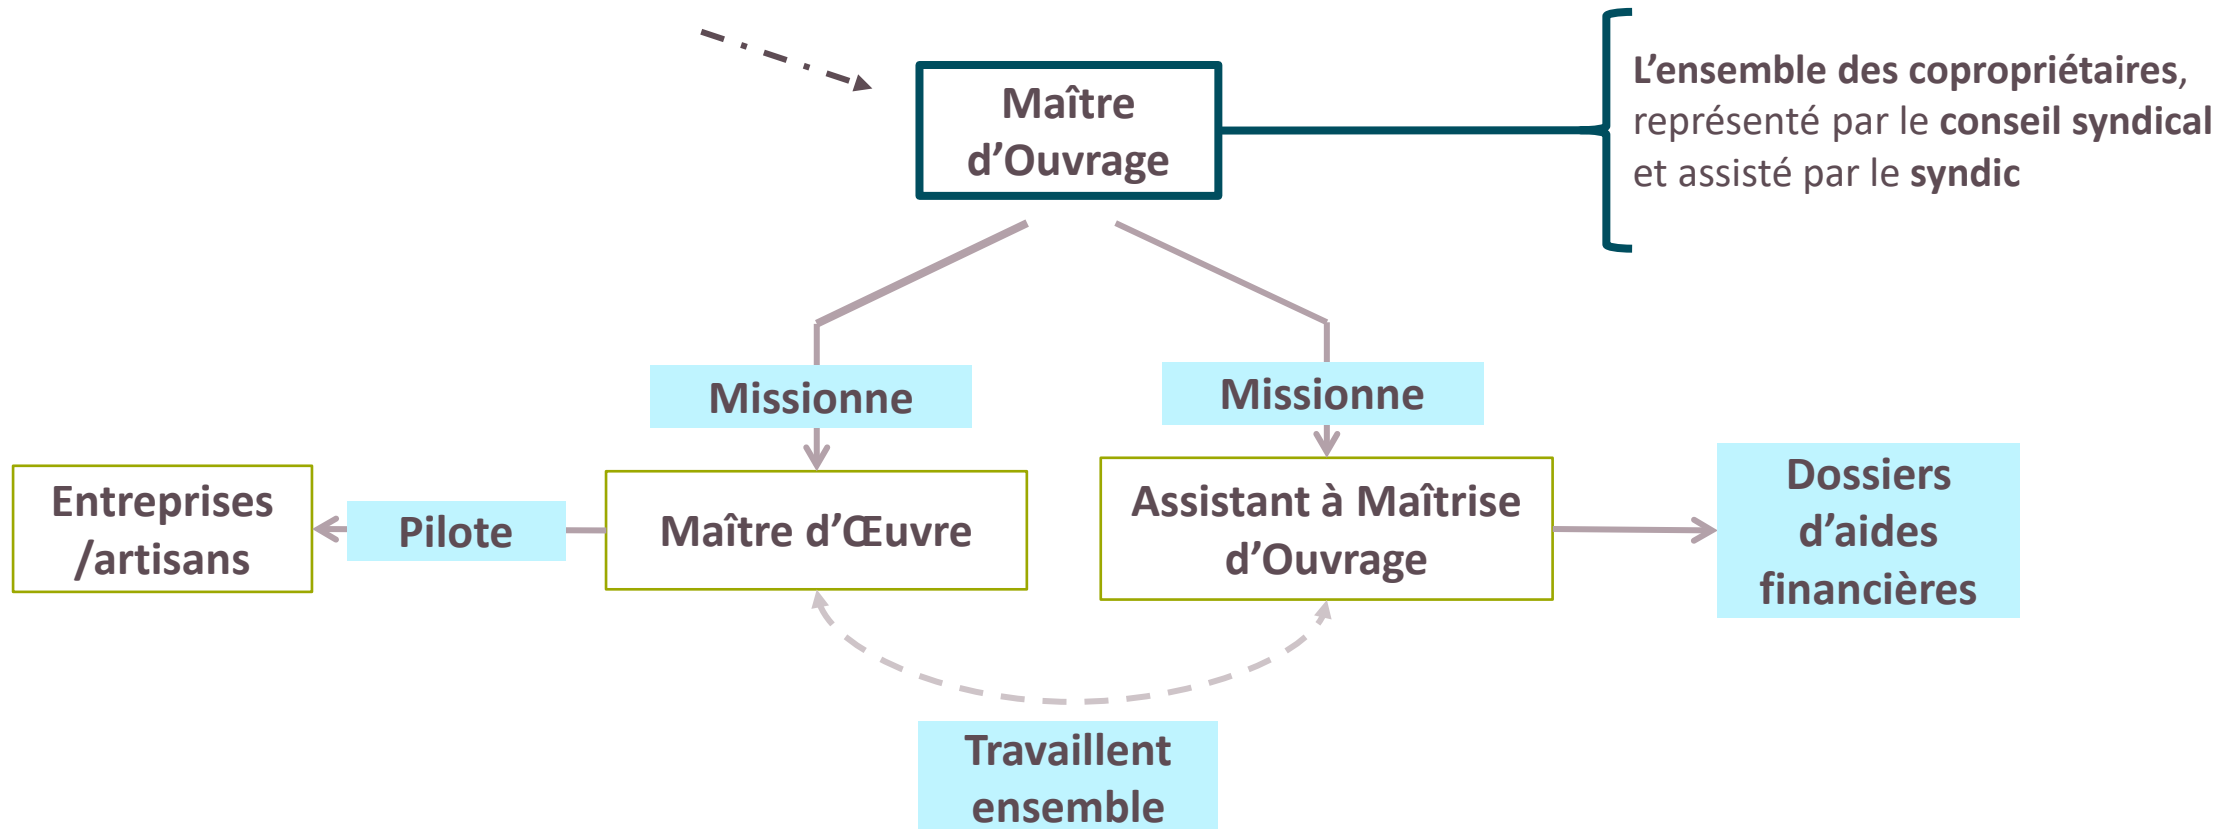 Maître
d’Ouvrage
L’ensemble des copropriétaires,
représenté par le conseil syndical
et assisté par le syndic
Missionne
Missionne
Entreprises
/artisans
Pilote
Maître d’Œuvre
Assistant à Maîtrise
d’Ouvrage
Dossiers
d’aides
financières
Travaillent
ensemble